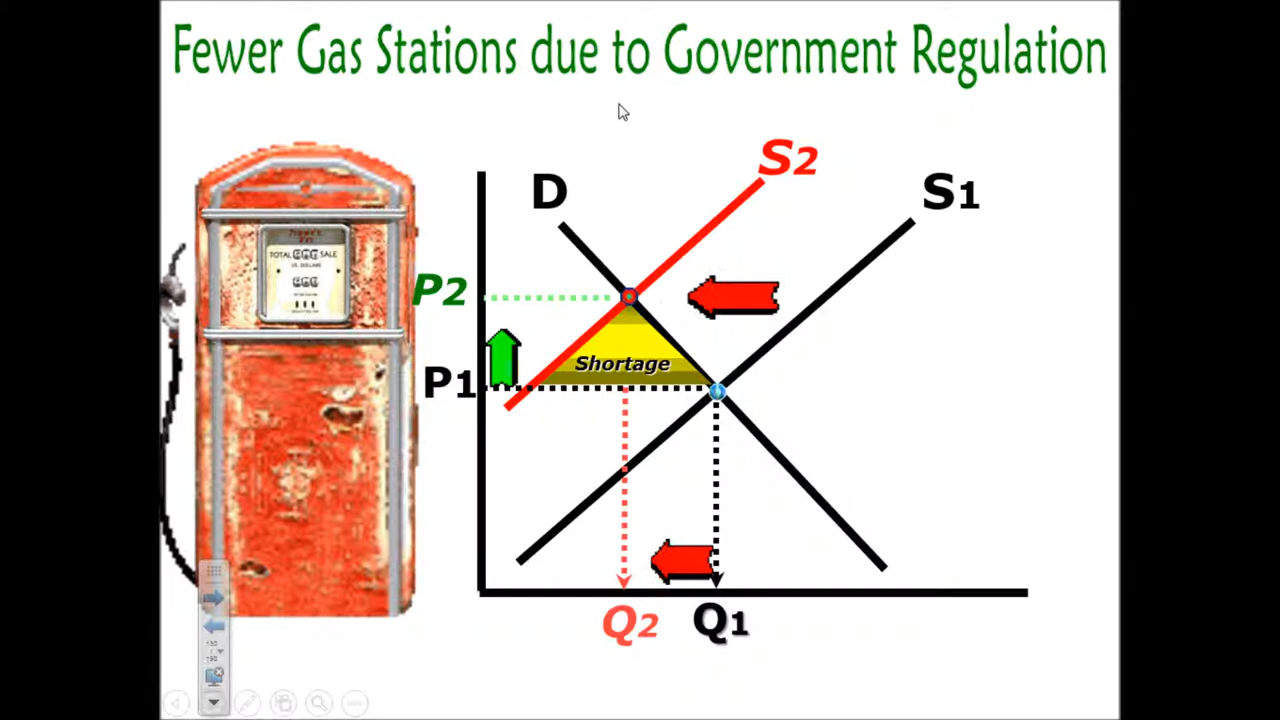 Fewer Gas Stations due to Government Regulation
S2
D
S1
TOTAL SALE
P2
Shortage
P1
Q2
Q1